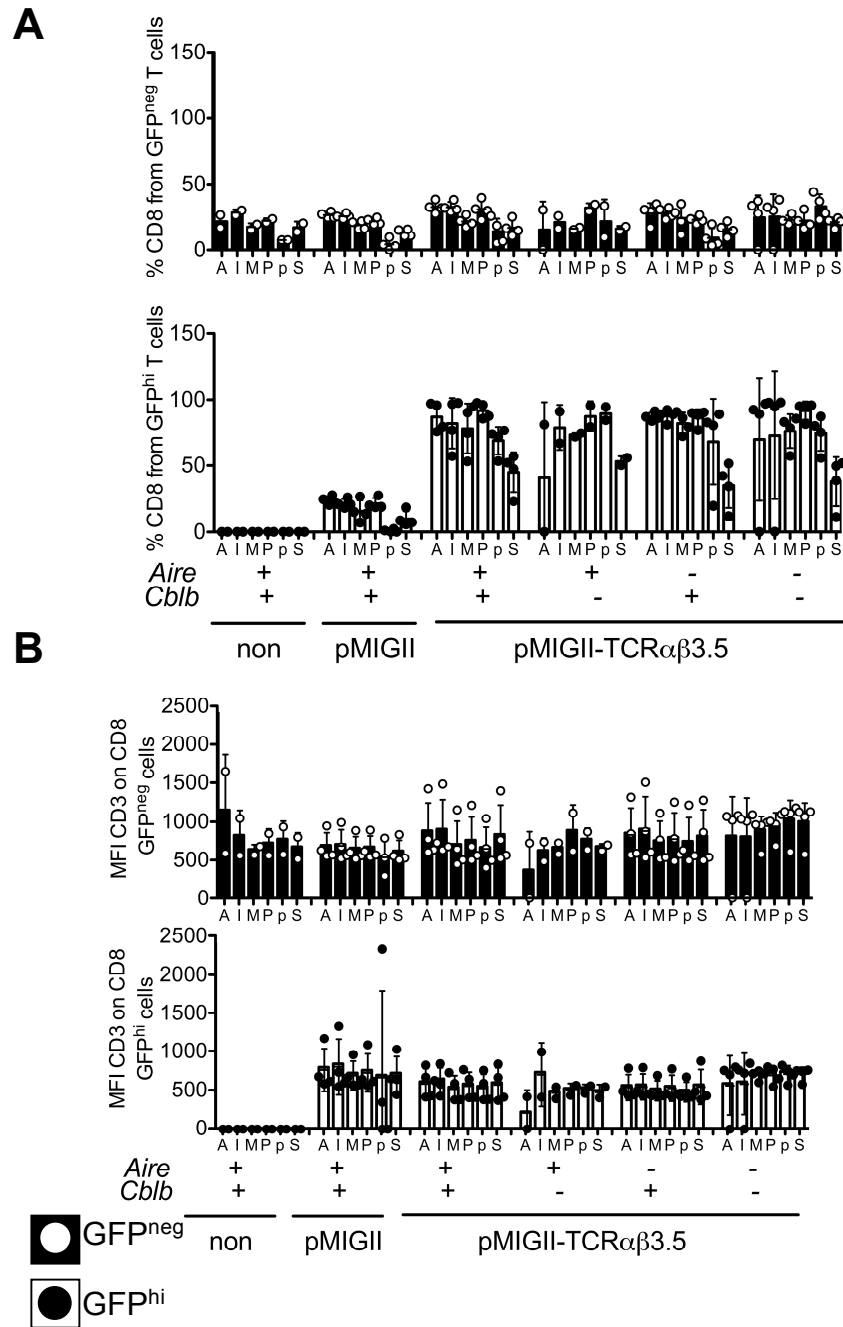 A
% CD8 from GFPneg T cells
150
100
50
0
A I M P p S A I M P p S A I M P p S A I M P p S A I M P p S A I M P p S
% CD8 from GFPhi T cells
150
100
50
0
A I M P p S A I M P p S A I M P p S A I M P p S A I M P p S A I M P p S
Aire + + + + - -
Cblb + + + - + -
non pMIGII pMIGII-TCRαβ3.5
B
MFI CD3 on CD8
GFPneg cells
2500
2000
1500
1000
500
0
A I M P p S A I M P p S A I M P p S A I M P p S A I M P p S A I M P p S
MFI CD3 on CD8
GFPhi cells
2500
2000
1500
1000
500
0
A I M P p S A I M P p S A I M P p S A I M P p S A I M P p S A I M P p S
Aire + + + + - -
Cblb + + + - + -
GFPneg non pMIGII pMIGII-TCRαβ3.5
GFPhi